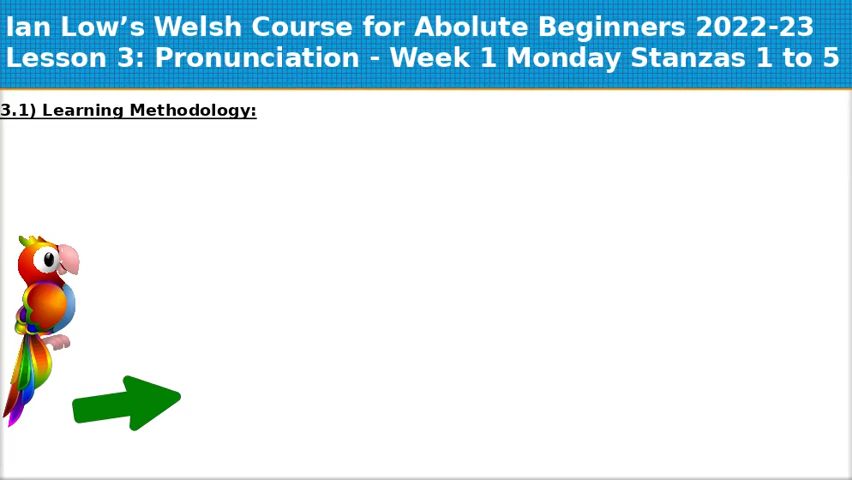 Ian Low’s Welsh Course for Abolute Beginners 2022-23
Lesson 3: Pronunciation - Week 1 Monday Stanzas 1 to 5
3.1) Learning Methodology: